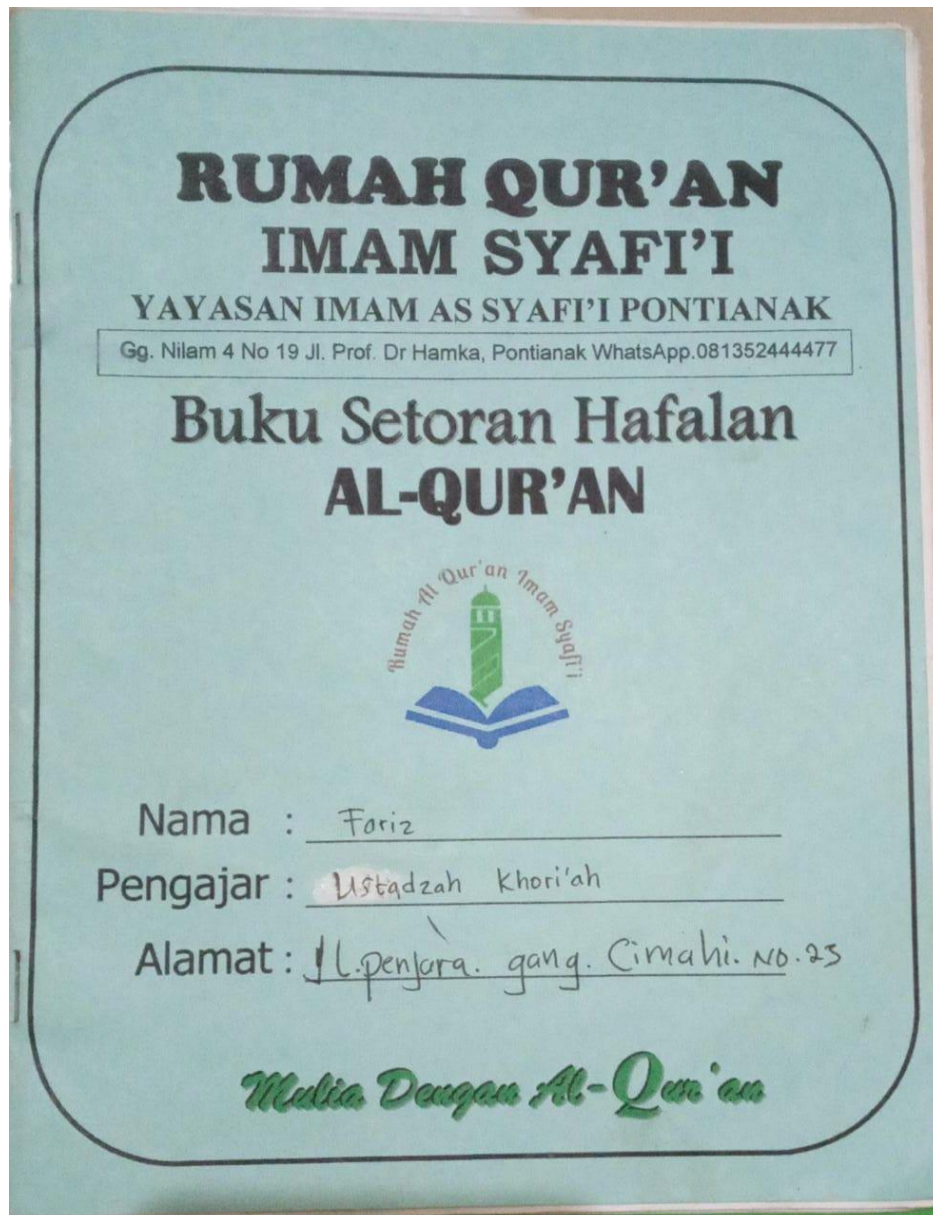 RUMAH QUR’AN
IMAM SYAFI’I
YAYASAN IMAM AS SYAFI’I PONTIANAK
Gg. Nilam 4 No 19 Jl. Prof. Dr Hamka, Pontianak WhatsApp.081352444477
Buku Setoran Hafalan
AL-QUR’AN
Rumah Al Qur'an Imam Syafi'i
Nama : Fariz
Pengajar : Ustadzah Khori'ah
Alamat : Jl.penjara. gang. Cimahi. No.25
Mulia Dengan Al-Qur'an